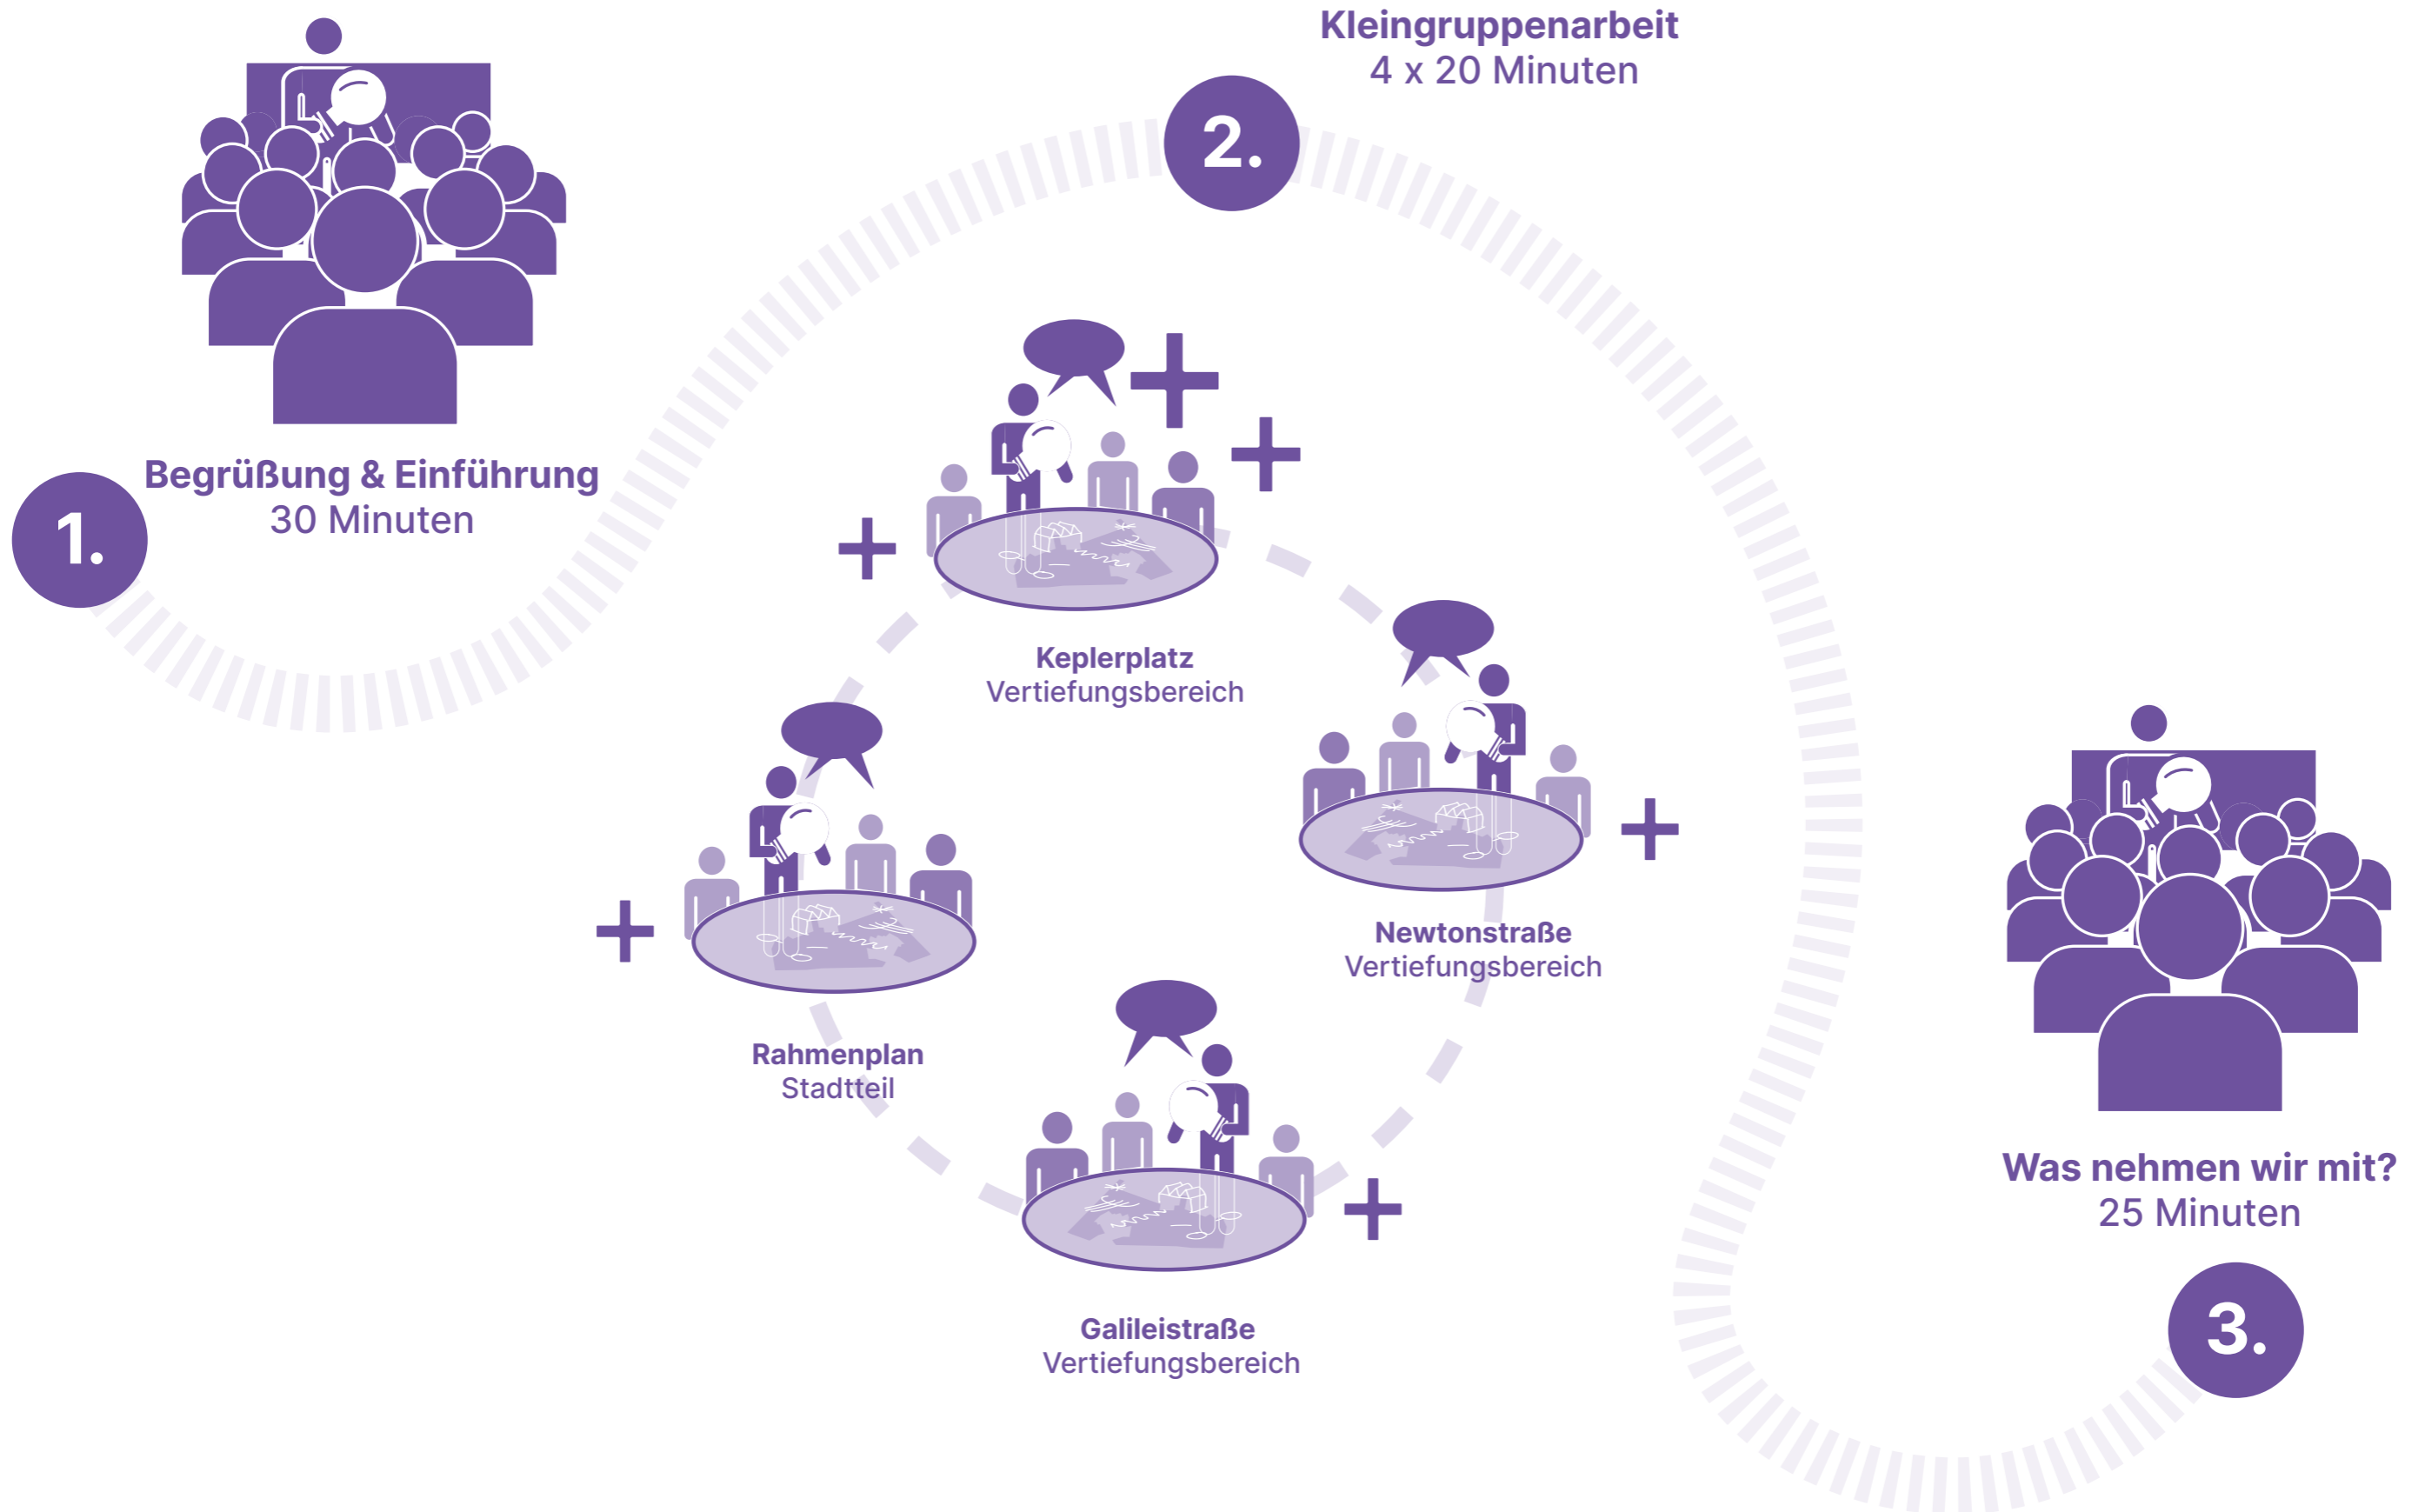 1.
Begrüßung & Einführung
30 Minuten
2.
Kleingruppenarbeit
4 x 20 Minuten
Keplerplatz
Vertiefungsbereich
Newtonstraße
Vertiefungsbereich
Rahmenplan
Stadtteil
Galileistraße
Vertiefungsbereich
Was nehmen wir mit?
25 Minuten
3.